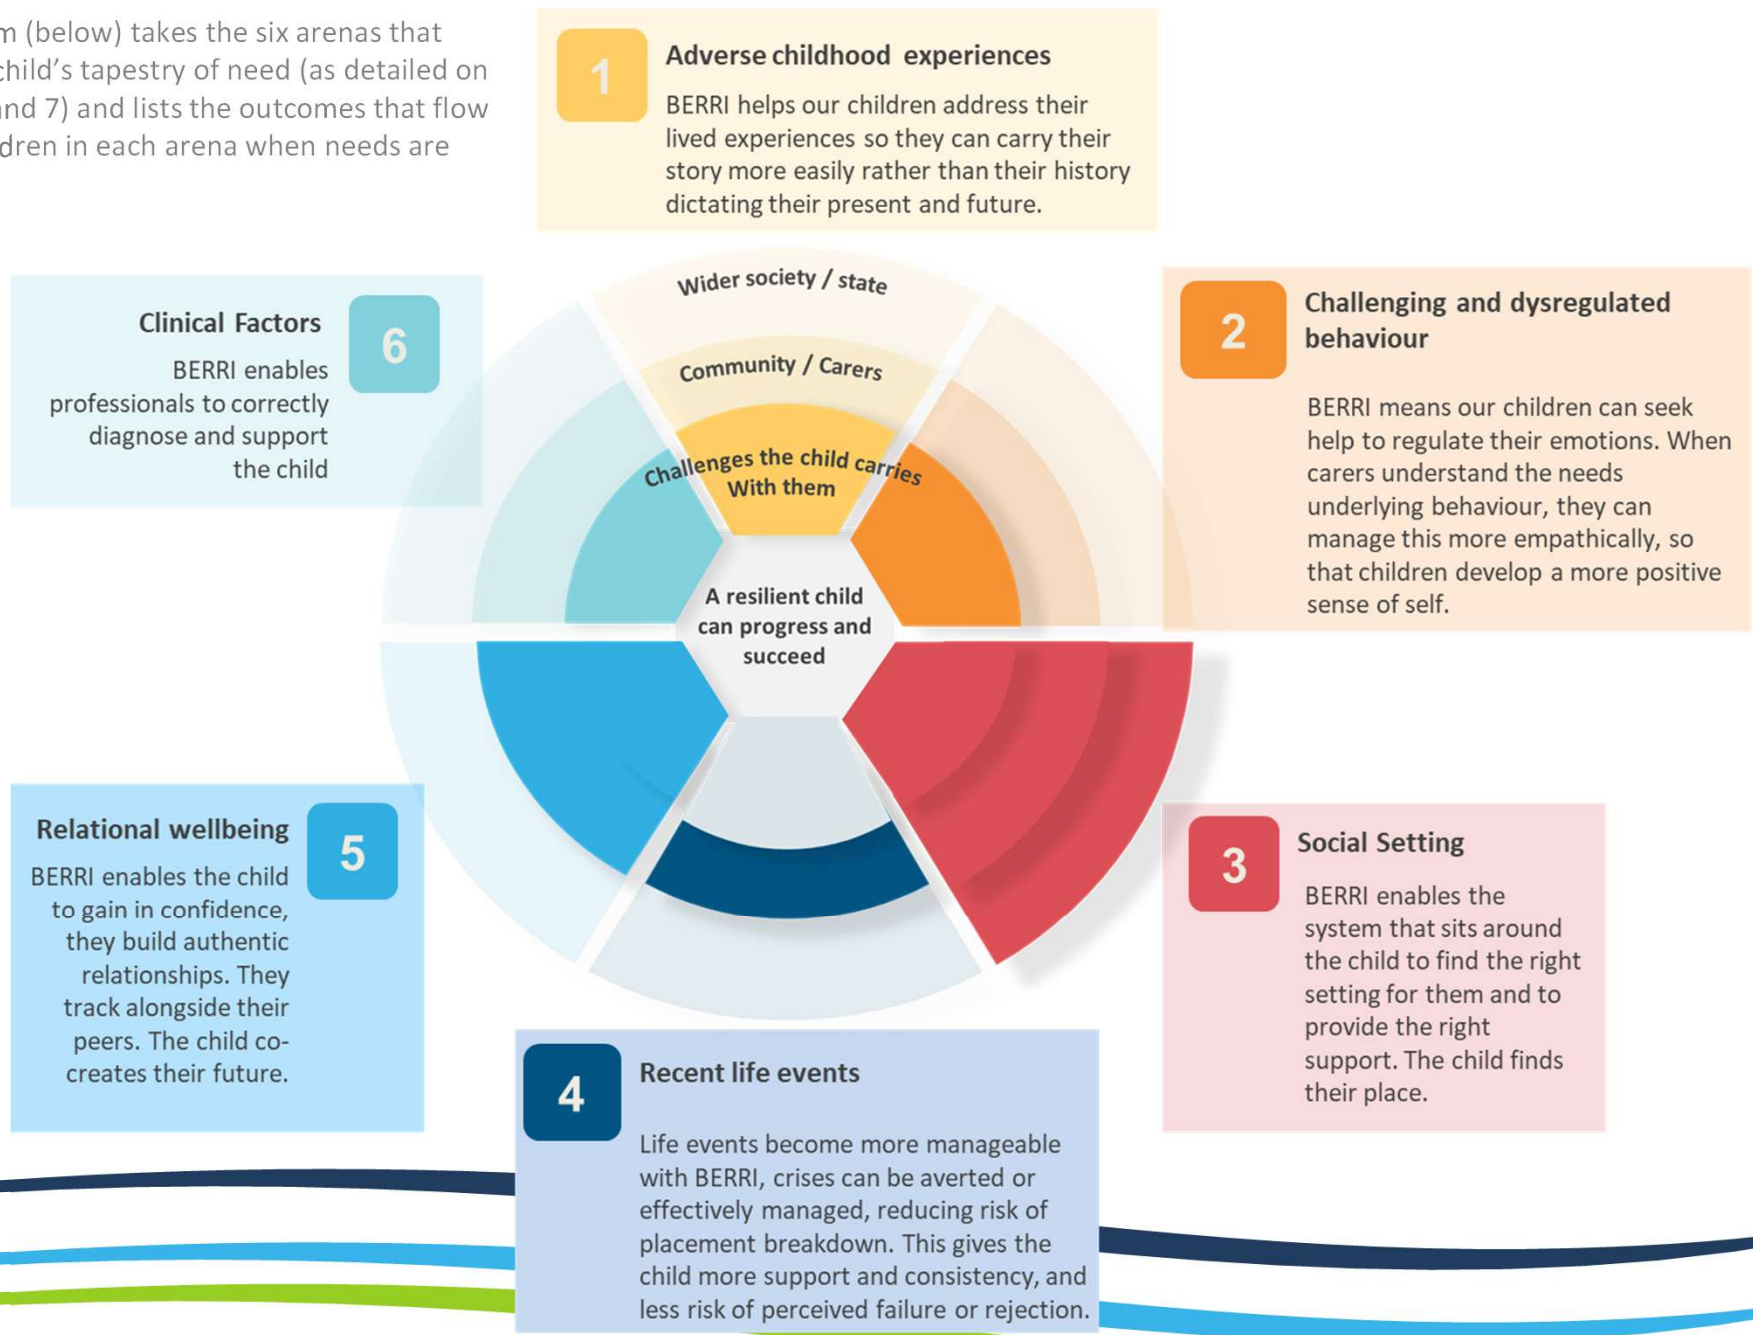 m (below) takes the six arenas that
child's tapestry of need (as detailed on
and 7) and lists the outcomes that flow
dren in each arena when needs are
1
Adverse childhood experiences
BERRI helps our children address their
lived experiences so they can carry their
story more easily rather than their history
dictating their present and future.
Wider society / state
Community / Carers
Challenges the child carries
With them
A resilient child
can progress and
succeed
2
Challenging and dysregulated
behaviour
BERRI means our children can seek
help to regulate their emotions. When
carers understand the needs
underlying behaviour, they can
manage this more empathically, so
that children develop a more positive
sense of self.
3
Social Setting
BERRI enables the
system that sits around
the child to find the right
setting for them and to
provide the right
support. The child finds
their place.
4
Recent life events
Life events become more manageable
with BERRI, crises can be averted or
effectively managed, reducing risk of
placement breakdown. This gives the
child more support and consistency, and
less risk of perceived failure or rejection.
5
Relational wellbeing
BERRI enables the child
to gain in confidence,
they build authentic
relationships. They
track alongside their
peers. The child co-
creates their future.
6
Clinical Factors
BERRI enables
professionals to correctly
diagnose and support
the child